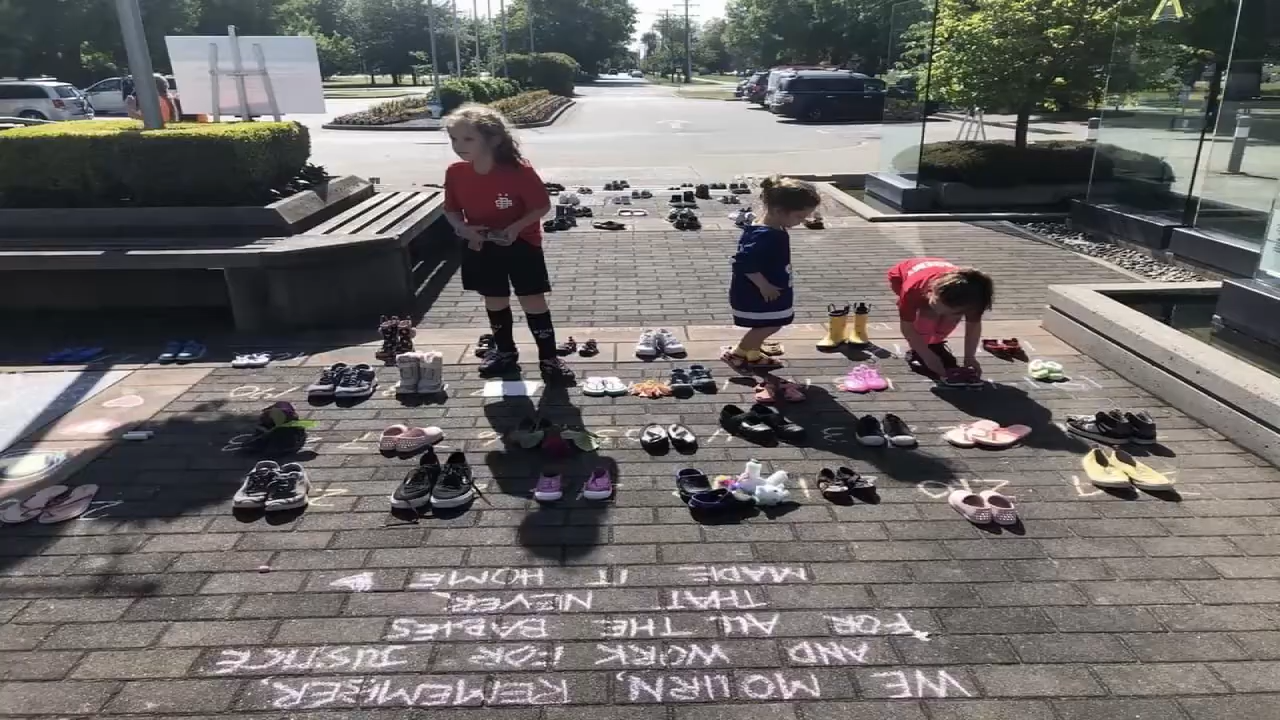 WE MOURN, REMEMBER,
AND WORK FOR JUSTICE
FOR ALL THE BABIES
THAT NEVER
MADE IT HOME